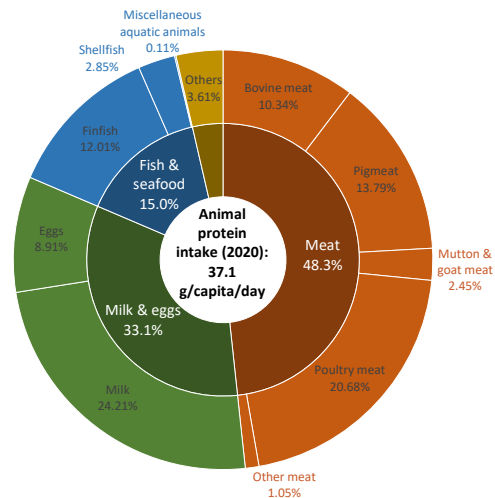 Miscellaneous
aquatic animals
0.11%
Shellfish
2.85%
Others
3.61%
Bovine meat
10.34%
Finfish
12.01%
Fish &
seafood
15.0%
Pigmeat
13.79%
Animal
protein
intake (2020):
37.1
g/capita/day
Eggs
8.91%
Meat
48.3%
Mutton &
goat meat
2.45%
Milk & eggs
33.1%
Poultry meat
20.68%
Milk
24.21%
Other meat
1.05%